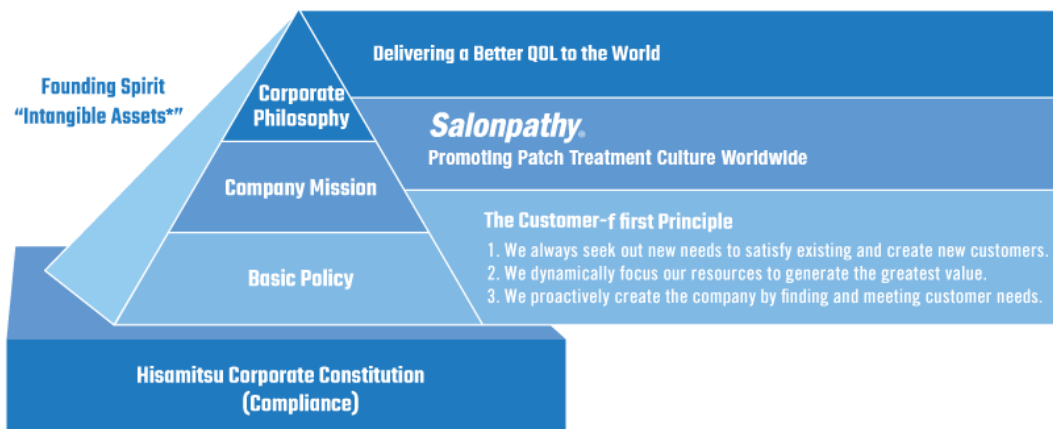 Founding Spirit
“Intangible Assets*”
Corporate
Philosophy
Delivering a Better QOL to the World
Company Mission
Salonpathy®
Promoting Patch Treatment Culture Worldwide
Basic Policy
The Customer-f first Principle
1. We always seek out new needs to satisfy existing and create new customers.
2. We dynamically focus our resources to generate the greatest value.
3. We proactively create the company by finding and meeting customer needs.
Hisamitsu Corporate Constitution
(Compliance)